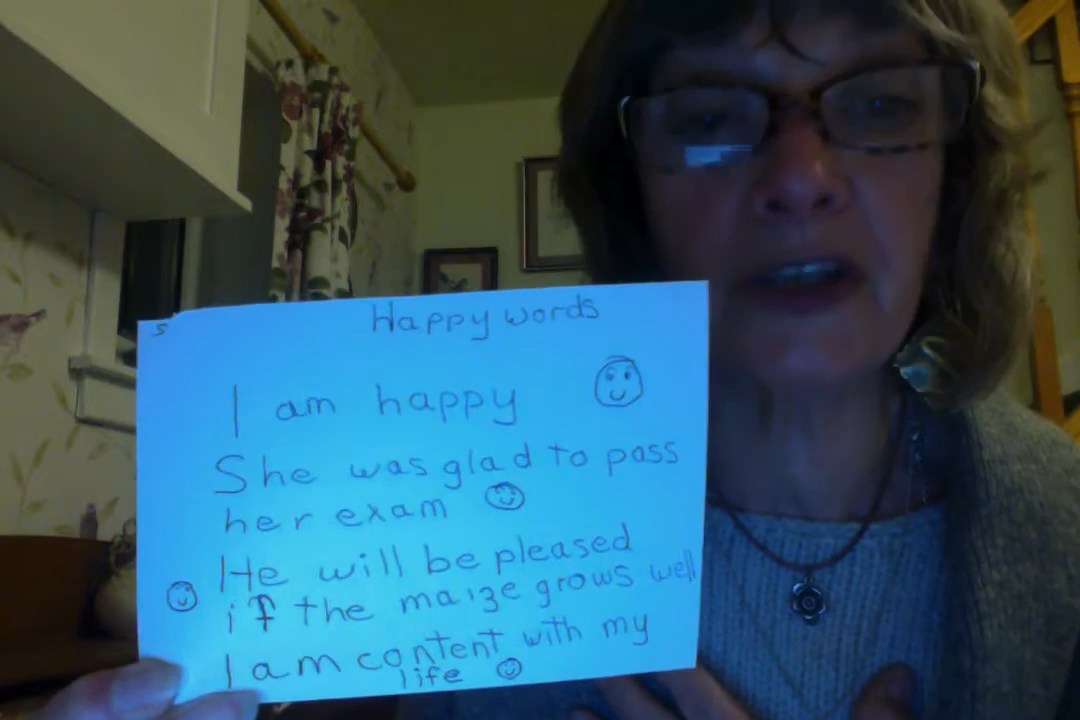 5
Happy words
I am happy
She was glad to pass
her exam
He will be pleased
if the maize grows well
I am content with my
life